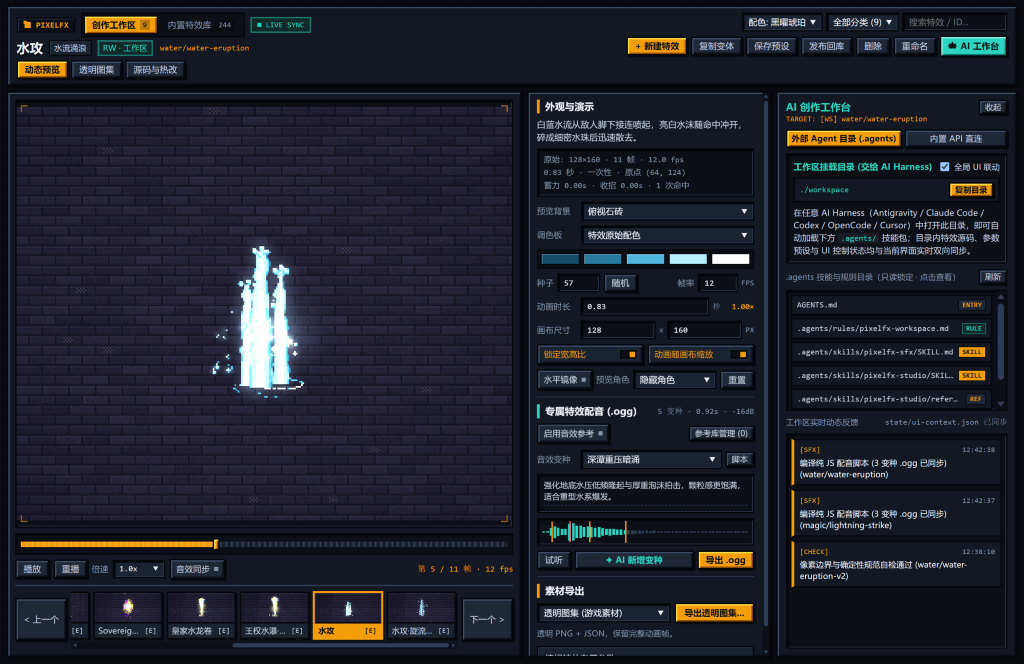 PIXELFX
创作工作区 9
内置特效库 244
LIVE SYNC
配色: 黑曜琥珀 ▼
全部分类 (9) ▼
搜索特效 / ID...
水攻
水流涌浪
RW · 工作区
water/water-eruption
+ 新建特效
复制变体
保存预设
发布回库
删除
重命名
AI 工作台
动态预览
透明图集
源码与热改
播放
重播
倍速
1.0x ▼
音效同步
第 5 / 11 帧 · 12 fps
< 上一个
[E]
Sovereig... [E]
皇家水龙卷 [E]
王权水瀑·... [E]
水攻 [E]
水攻·旋流... [E]
下一个 >
外观与演示
白蓝水流从敌人脚下接连喷起，亮白水沫随命中冲开，
碎成细密水珠后迅速散去。
原始: 128×160 · 11 帧 · 12.0 fps
0.83 秒 · 一次性 · 原点 (64, 124)
蓄力 0.00s · 收招 0.00s · 1 次命中
预览背景
俯视石砖 ▼
调色板
特效原始配色 ▼
种子
57
随机
帧率
12
FPS
动画时长
0.83
秒
1.00×
画布尺寸
128
x
160
PX
锁定宽高比
动画随画布缩放
水平镜像
预览角色
隐藏角色 ▼
重置
专属特效配音 (.ogg)
5 变种 · 0.92s · -16dB
启用音效参考
参考库管理 (0)
音效变种
深潭重压暗涌 ▼
脚本
强化地底水压低频隆起与厚重泡沫拍击，颗粒感更饱满，
适合重型水系爆发。
试听
+ AI 新增变种
导出 .ogg
素材导出
透明图集 (游戏素材) ▼
导出透明图集...
透明 PNG + JSON，保留完整动画帧。
AI 创作工作台
TARGET: [WS] water/water-eruption
收起
外部 Agent 目录 (.agents)
内置 API 直连
工作区挂载目录 (交给 AI Harness)
全局 UI 联动
./workspace
复制目录
在任意 AI Harness（Antigravity / Claude Code /
Codex / OpenCode / Cursor）中打开此目录，即可自
动加载下方 .agents/ 技能包；目录内特效源码、参数
预设与 UI 控制状态均与当前界面实时双向同步。
.agents 技能与规则目录（只读锁定 · 点击查看）
刷新
AGENTS.md
ENTRY
.agents/rules/pixelfx-workspace.md
RULE
.agents/skills/pixelfx-sfx/SKILL.md
SKILL
.agents/skills/pixelfx-studio/SKIL...
SKILL
.agents/skills/pixelfx-studio/refer...
REF
工作区实时动态反馈
state/ui-context.json 已同步
[SFX]
12:42:38
编译纯 JS 配音脚本 (3 变种 .ogg 已同步)
(water/water-eruption)
[SFX]
12:42:37
编译纯 JS 配音脚本 (3 变种 .ogg 已同步)
(magic/lightning-strike)
[CHECK]
12:38:10
像素边界与确定性规范自检通过 (water/water-
eruption-v2)